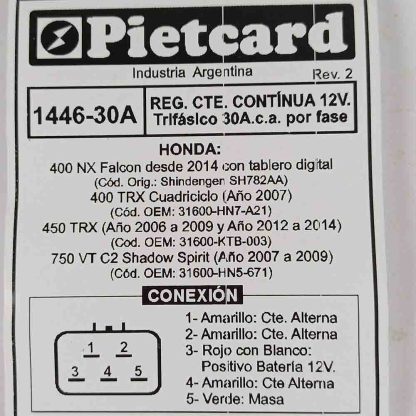 Pietcard
Industria Argentina Rev. 2
1446-30A
REG. CTE. CONTÍNUA 12V.
Trifásico 30A.c.a. por fase
HONDA:
400 NX Falcon desde 2014 con tablero digital
(Cód. Orig.: Shindengen SH782AA)
400 TRX Cuadriciclo (Año 2007)
(Cód. OEM: 31600-HN7-A21)
450 TRX (Año 2006 a 2009 y Año 2012 a 2014)
(Cód. OEM: 31600-KTB-003)
750 VT C2 Shadow Spirit (Año 2007 a 2009)
(Cód. OEM: 31600-HN5-671)
CONEXIÓN
1 2
3 4 5
1- Amarillo: Cte. Alterna
2- Amarillo: Cte. Alterna
3- Rojo con Blanco:
Positivo Batería 12V.
4- Amarillo: Cte Alterna
5- Verde: Masa